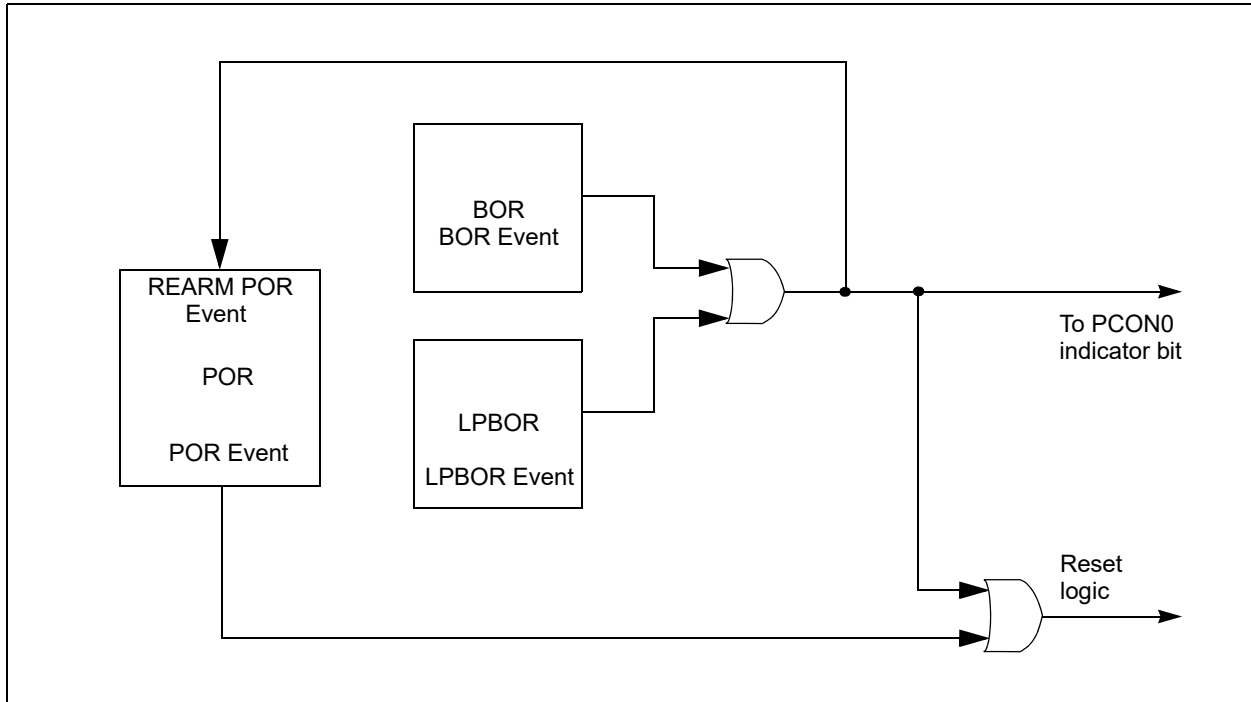 BOR
BOR Event
REARM POR
Event
POR
POR Event
LPBOR
LPBOR Event
To PCON0
indicator bit
Reset
logic